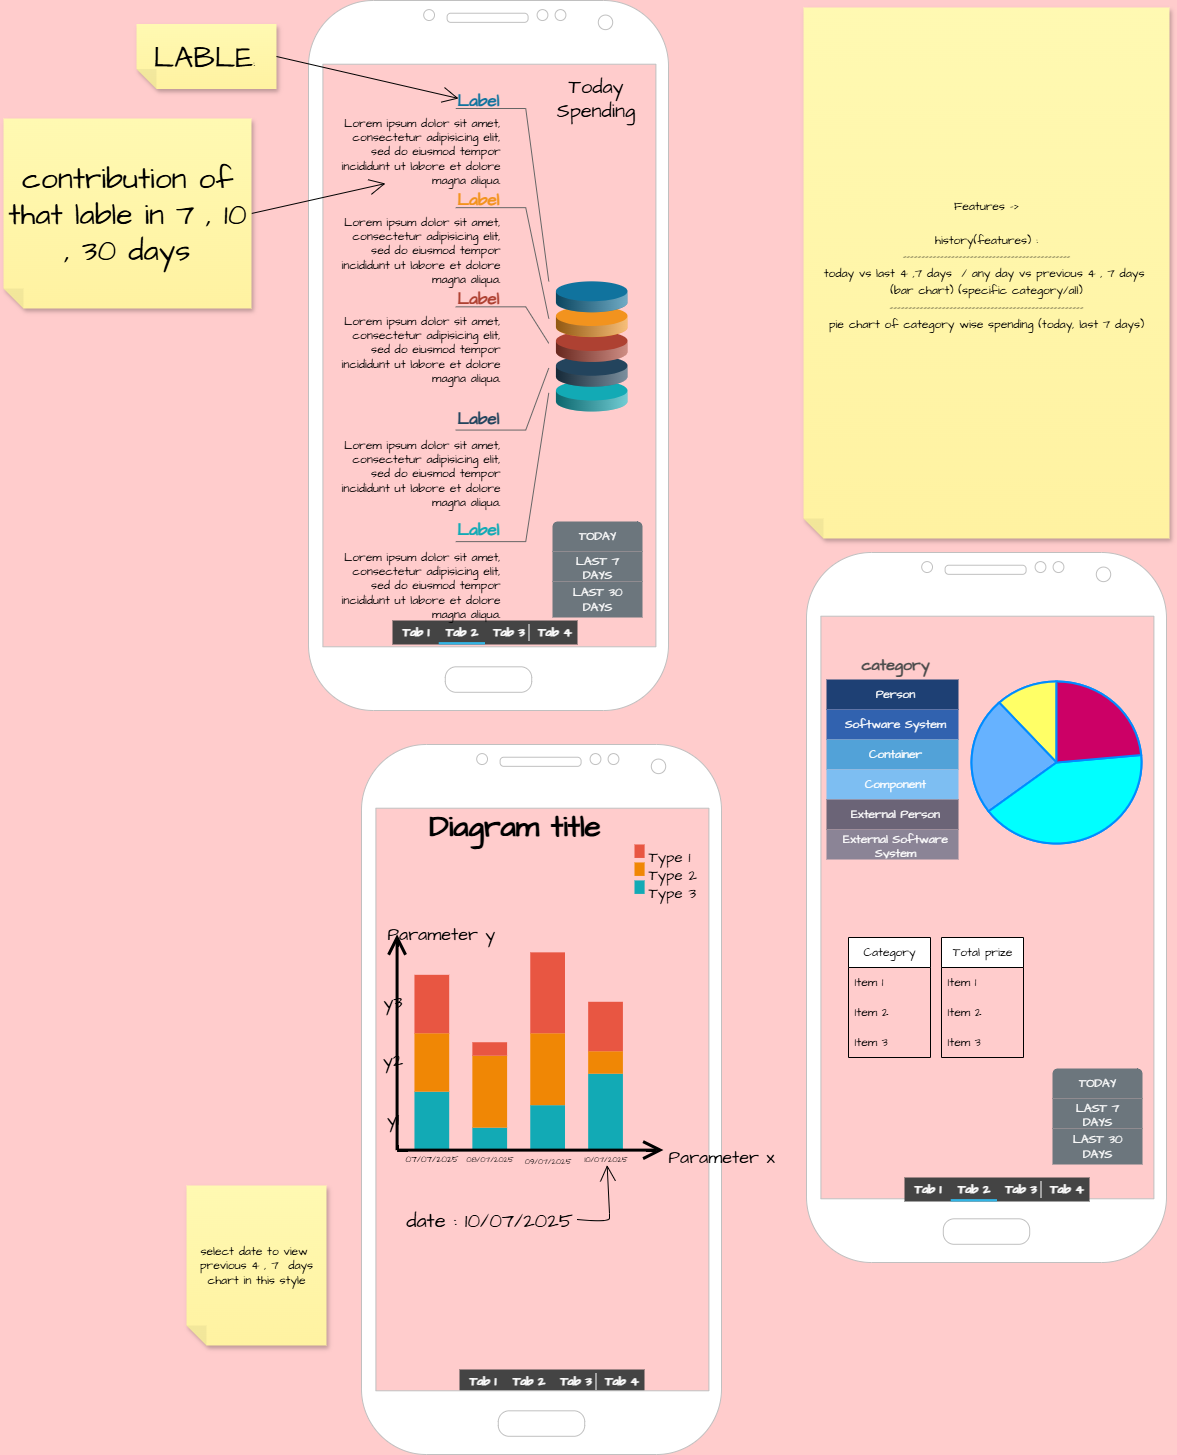 LABLE.
contribution of
that lable in 7 , 10
, 30 days
Today
Spending
Label
Lorem ipsum dolor sit amet,
consectetur adipisicing elit,
sed do eiusmod tempor
incididunt ut labore et dolore
magna aliqua.
Label
Lorem ipsum dolor sit amet,
consectetur adipisicing elit,
sed do eiusmod tempor
incididunt ut labore et dolore
magna aliqua.
Label
Lorem ipsum dolor sit amet,
consectetur adipisicing elit,
sed do eiusmod tempor
incididunt ut labore et dolore
magna aliqua.
Label
Lorem ipsum dolor sit amet,
consectetur adipisicing elit,
sed do eiusmod tempor
incididunt ut labore et dolore
magna aliqua.
Label
Lorem ipsum dolor sit amet,
consectetur adipisicing elit,
sed do eiusmod tempor
incididunt ut labore et dolore
magna aliqua.
TODAY
LAST 7
DAYS
LAST 30
DAYS
Tab 1 Tab 2 Tab 3 Tab 4
Features ->
history(features) :
--------------------------------------------
today vs last 4 ,7 days / any day vs previous 4 , 7 days
(bar chart) (specific category/all)
---------------------------------------------------
pie chart of category wise spending (today, last 7 days)
category
Person
Software System
Container
Component
External Person
External Software
System
Category Total prize
Item 1 Item 1
Item 2 Item 2
Item 3 Item 3
TODAY
LAST 7
DAYS
LAST 30
DAYS
Tab 1 Tab 2 Tab 3 Tab 4
Diagram title
Type 1
Type 2
Type 3
Parameter y
y3
y2
y
07/07/2025 08/07/2025 09/07/2025 10/07/2025
Parameter x
date : 10/07/2025
select date to view
previous 4 , 7 days
chart in this style
Tab 1 Tab 2 Tab 3 Tab 4